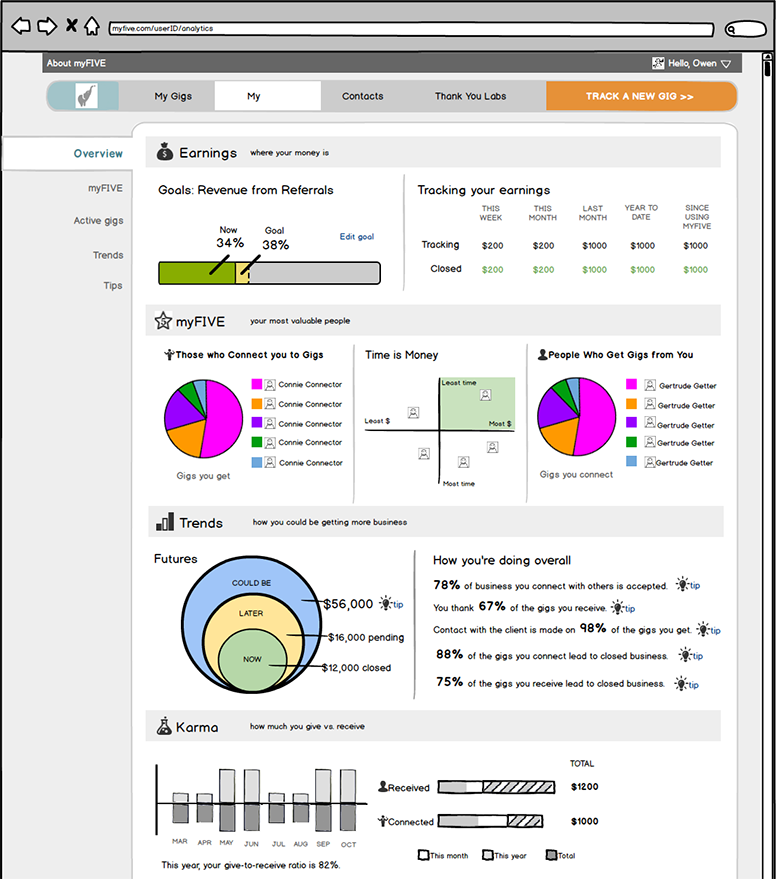 myfive.com/userID/analytics
About myFIVE
Hello, Owen
My Gigs
My
Contacts
Thank You Labs
TRACK A NEW GIG >>
Overview
myFIVE
Active gigs
Trends
Tips
Earnings
where your money is
Goals: Revenue from Referrals
Now
34%
Goal
38%
Edit goal
Tracking your earnings
THIS WEEK
THIS MONTH
LAST MONTH
YEAR TO DATE
SINCE USING MYFIVE
Tracking $200 $200 $1000 $1000 $1000
Closed $200 $200 $1000 $1000 $1000
5
myFIVE
your most valuable people
Those who Connect you to Gigs
Connie Connector
Connie Connector
Connie Connector
Connie Connector
Connie Connector
Gigs you get
Time is Money
Least time
Least $
Most $
Most time
People Who Get Gigs from You
Gertrude Getter
Gertrude Getter
Gertrude Getter
Gertrude Getter
Gertrude Getter
Gigs you connect
Trends
how you could be getting more business
Futures
COULD BE
LATER
NOW
$56,000
tip
$16,000 pending
$12,000 closed
How you're doing overall
78% of business you connect with others is accepted. tip
You thank 67% of the gigs you receive. tip
Contact with the client is made on 98% of the gigs you get. tip
88% of the gigs you connect lead to closed business. tip
75% of the gigs you receive lead to closed business. tip
Karma
how much you give vs. receive
MAR APR MAY JUN JUL AUG SEP OCT
This year, your give-to-receive ratio is 82%.
TOTAL
Received $1200
Connected $1000
This month
This year
Total